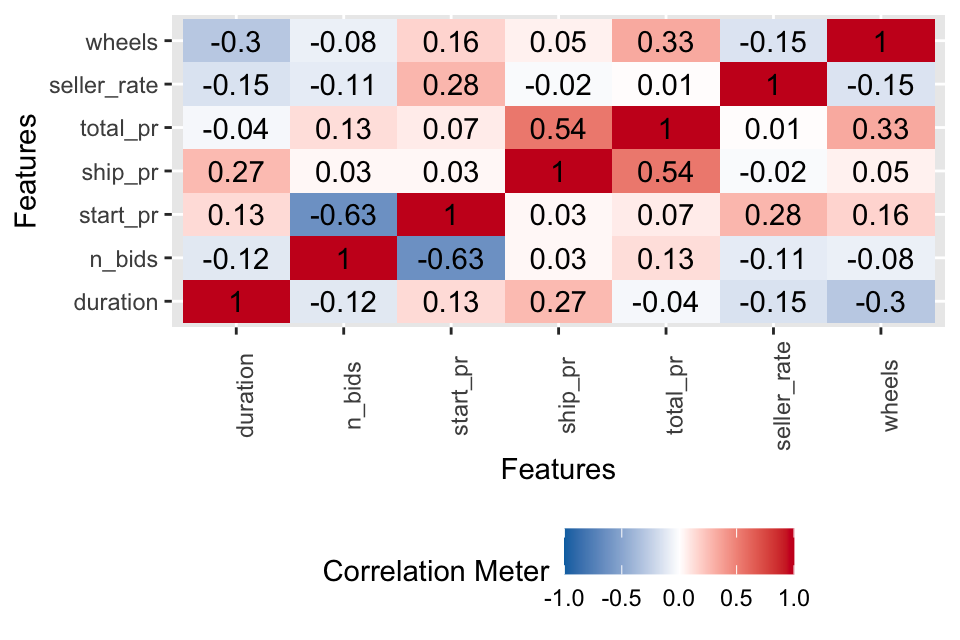 wheels -0.3 -0.08 0.16 0.05 0.33 -0.15 1
seller_rate -0.15 -0.11 0.28 -0.02 0.01 1 -0.15
total_pr -0.04 0.13 0.07 0.54 1 0.01 0.33
ship_pr 0.27 0.03 0.03 1 0.54 -0.02 0.05
start_pr 0.13 -0.63 1 0.03 0.07 0.28 0.16
n_bids -0.12 1 -0.63 0.03 0.13 -0.11 -0.08
duration 1 -0.12 0.13 0.27 -0.04 -0.15 -0.3
Features
duration n_bids start_pr ship_pr total_pr seller_rate wheels
Features
Correlation Meter
-1.0 -0.5 0.0 0.5 1.0